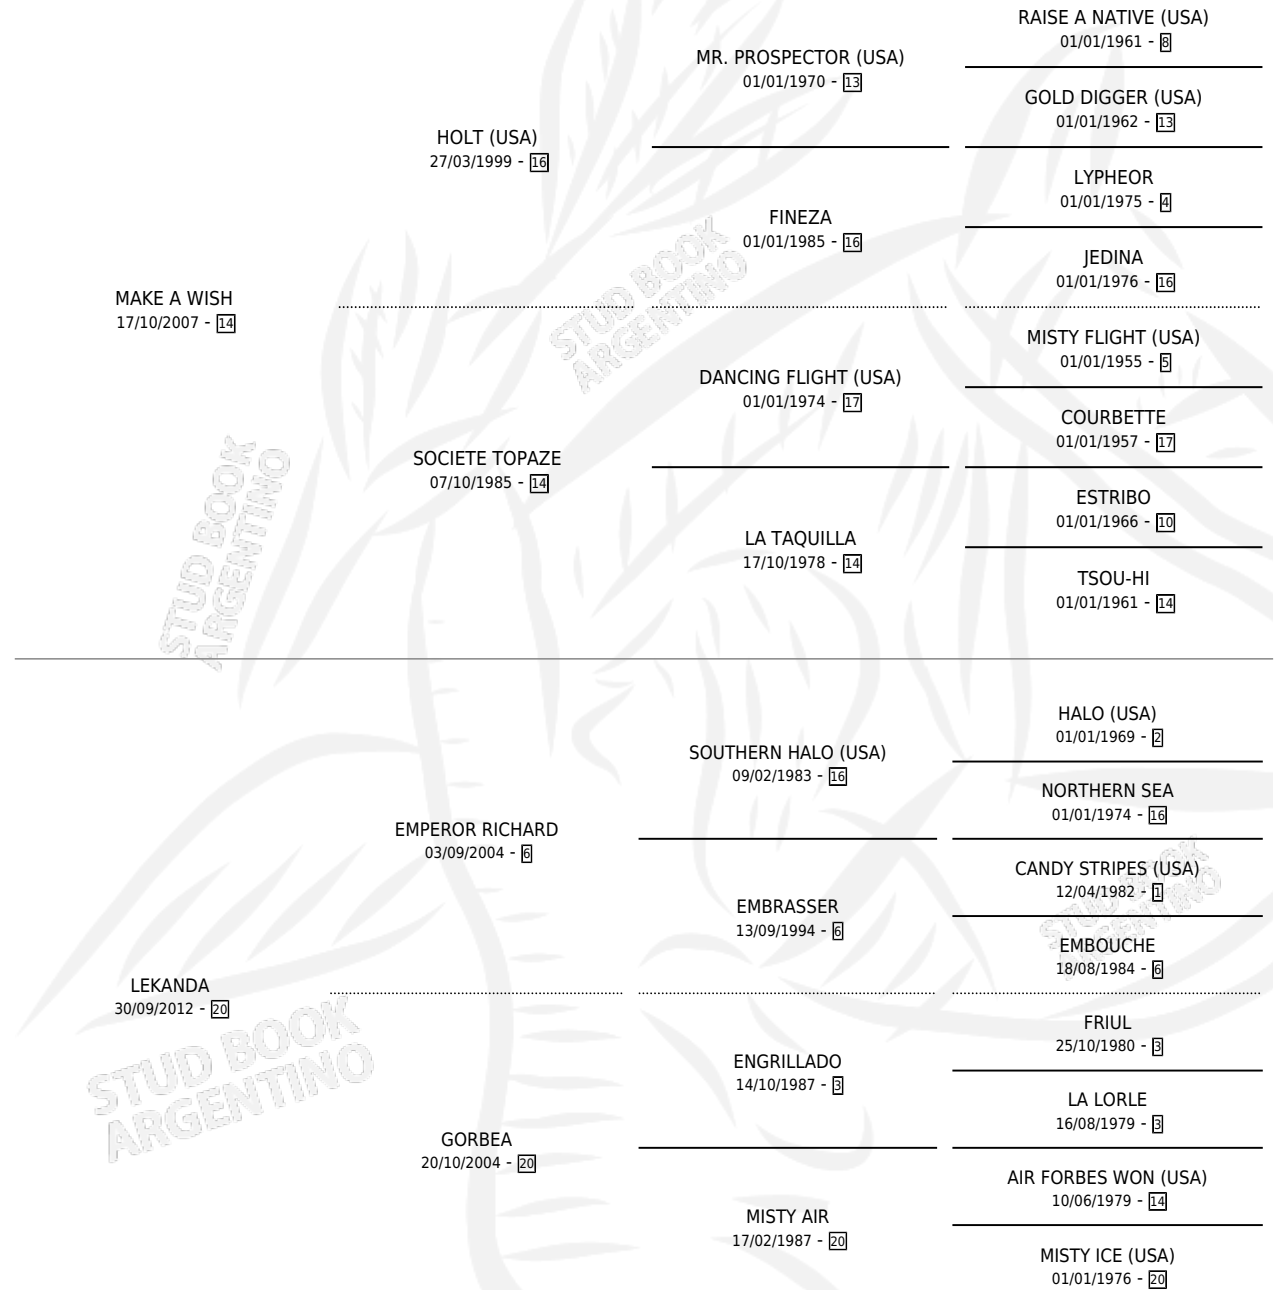 RAISE A NATIVE (USA)
01/01/1961 - 8
MR. PROSPECTOR (USA)
01/01/1970 - 13
GOLD DIGGER (USA)
01/01/1962 - 13
HOLT (USA)
27/03/1999 - 16
LYPHEOR
01/01/1975 - 4
FINEZA
01/01/1985 - 16
JEDINA
01/01/1976 - 16
MAKE A WISH
17/10/2007 - 14
MISTY FLIGHT (USA)
01/01/1955 - 5
DANCING FLIGHT (USA)
01/01/1974 - 17
COURBETTE
01/01/1957 - 17
SOCIETE TOPAZE
07/10/1985 - 14
ESTRIBO
01/01/1966 - 10
LA TAQUILLA
17/10/1978 - 14
TSOU-HI
01/01/1961 - 14
STUD BOOK
ARGENTINO
STUD BOOK
ARGENTINO
HALO (USA)
01/01/1969 - 2
SOUTHERN HALO (USA)
09/02/1983 - 16
NORTHERN SEA
01/01/1974 - 16
EMPEROR RICHARD
03/09/2004 - 6
CANDY STRIPES (USA)
12/04/1982 - 1
EMBRASSER
13/09/1994 - 6
EMBOUCHE
18/08/1984 - 6
STUD BOOK
ARGENTINO
LEKANDA
30/09/2012 - 20
FRIUL
25/10/1980 - 3
ENGRILLADO
14/10/1987 - 3
LA LORLE
16/08/1979 - 3
GORBEA
20/10/2004 - 20
AIR FORBES WON (USA)
10/06/1979 - 14
MISTY AIR
17/02/1987 - 20
MISTY ICE (USA)
01/01/1976 - 20
STUD BOOK
ARGENTINO